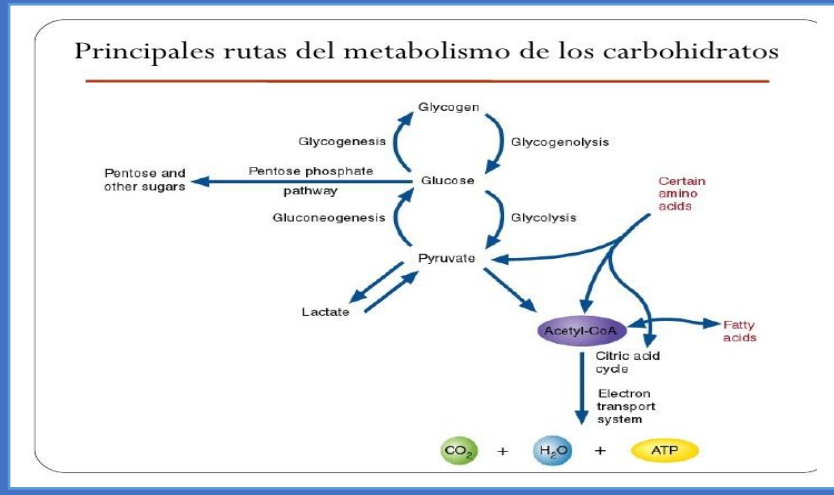 Principales rutas del metabolismo de los carbohidratos
Glycogen
Glycogenesis
Glycogenolysis
Pentose and
other sugars
Pentose phosphate
pathway
Glucose
Certain
amino
acids
Gluconeogenesis
Glycolysis
Pyruvate
Lactate
Acetyl-CoA
Fatty
acids
Citric acid
cycle
Electron
transport
system
CO₂ + H₂O + ATP